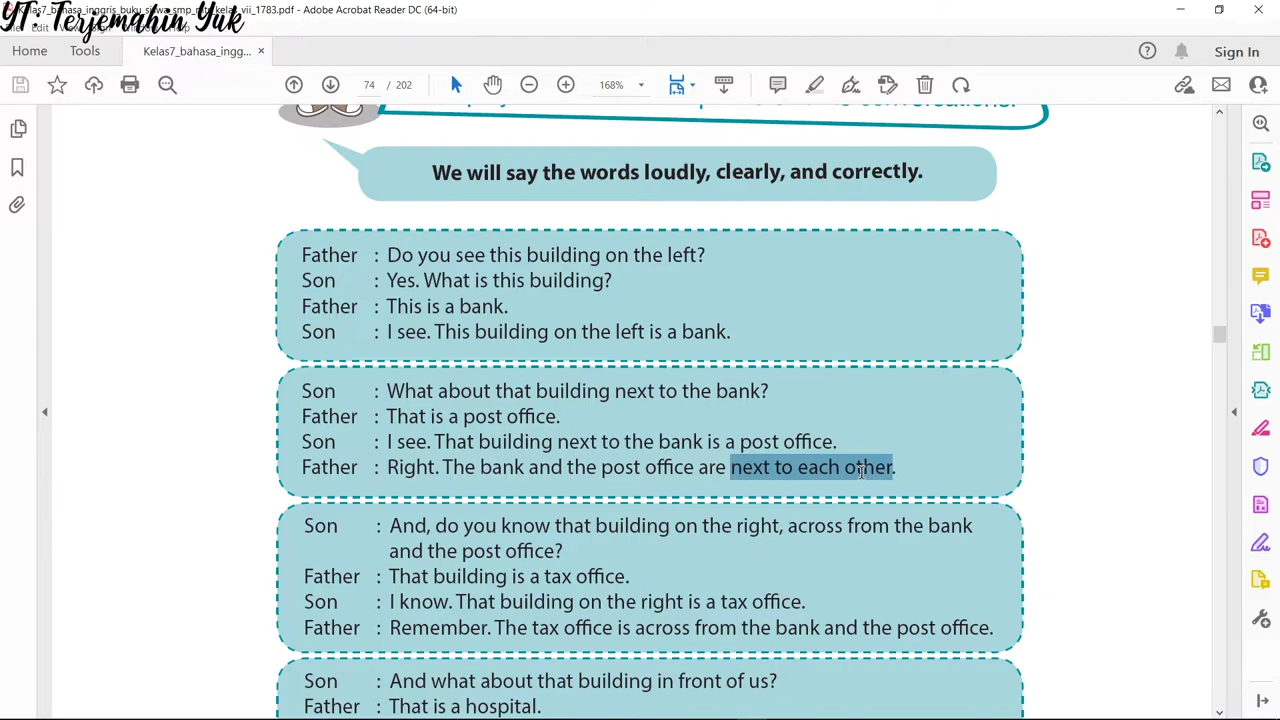 Kelas7_bahasa_inggris_buku_siswa_smp_mts_kelas_vii_1783.pdf - Adobe Acrobat Reader DC (64-bit)
YT: Terjemahin Yuk
Home Tools Kelas7_bahasa_ingg... × Sign In
74 / 202 168%
conversations.
We will say the words loudly, clearly, and correctly.
Father : Do you see this building on the left?
Son : Yes. What is this building?
Father : This is a bank.
Son : I see. This building on the left is a bank.
Son : What about that building next to the bank?
Father : That is a post office.
Son : I see. That building next to the bank is a post office.
Father : Right. The bank and the post office are next to each other.
Son : And, do you know that building on the right, across from the bank
and the post office?
Father : That building is a tax office.
Son : I know. That building on the right is a tax office.
Father : Remember. The tax office is across from the bank and the post office.
Son : And what about that building in front of us?
Father : That is a hospital.